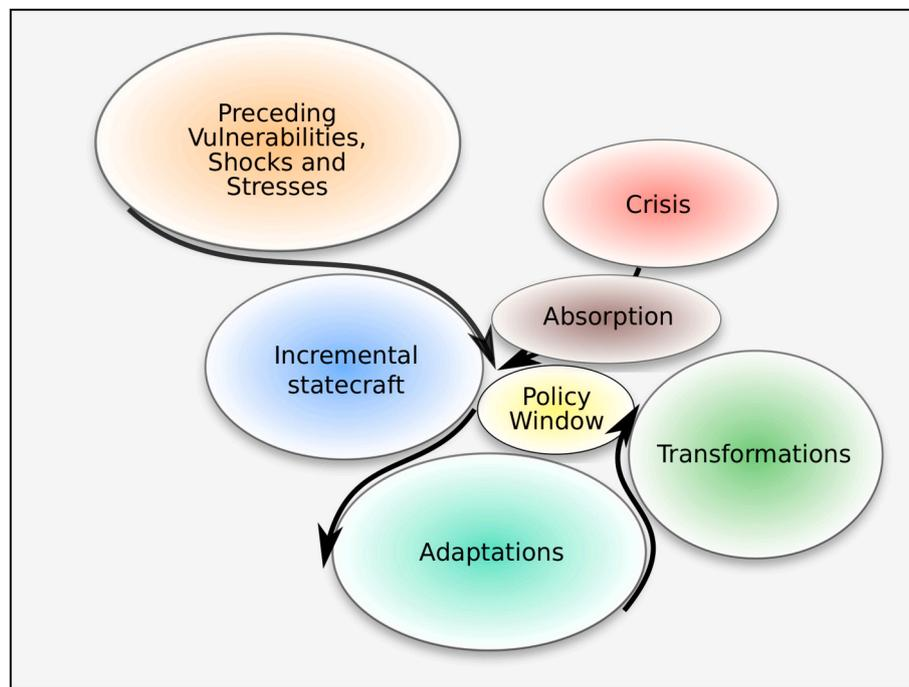 Preceding
Vulnerabilities,
Shocks and
Stresses
Crisis
Absorption
Incremental
statecraft
Policy
Window
Transformations
Adaptations